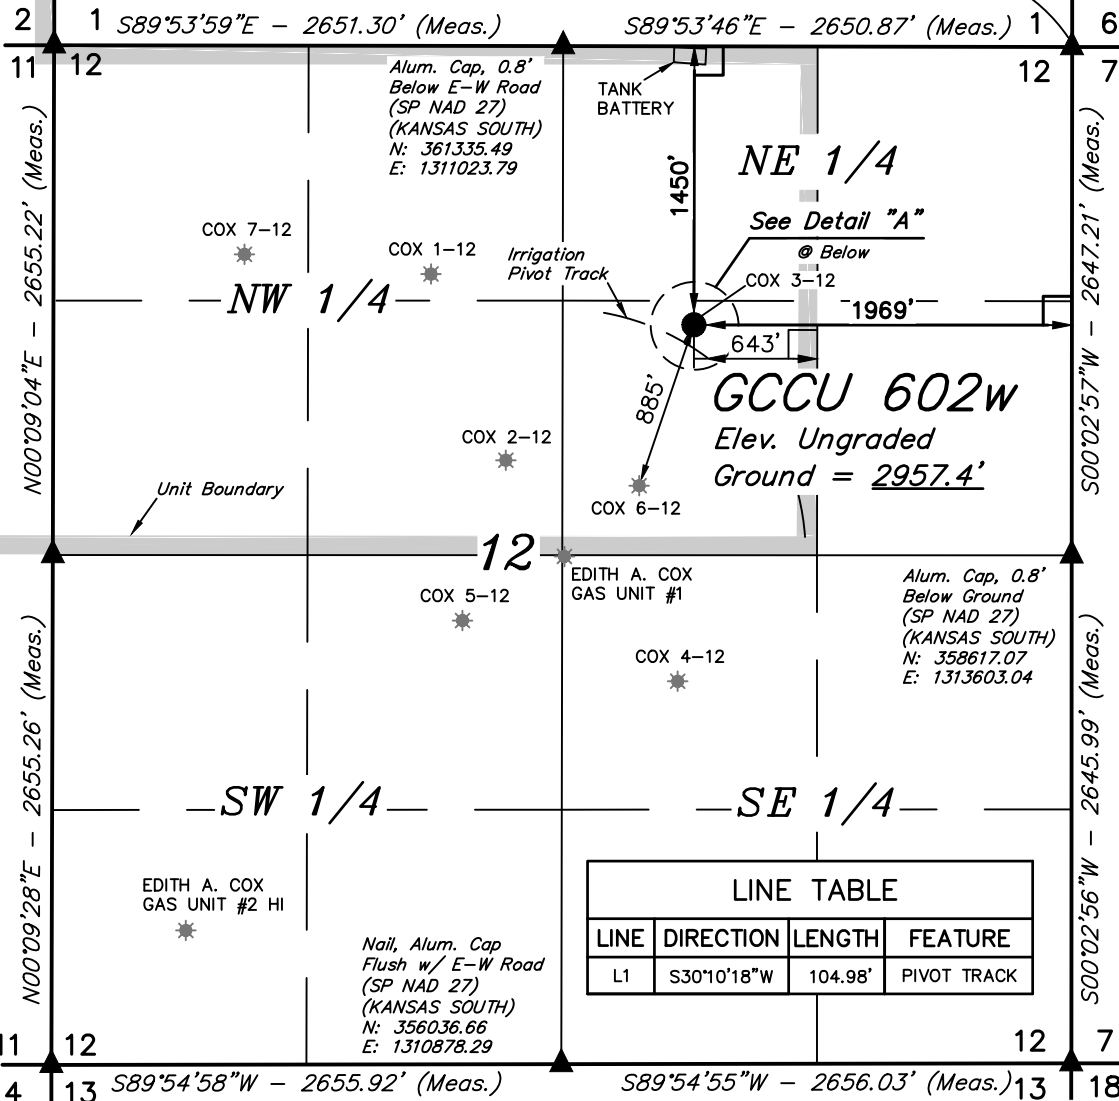 2
1
S89°53'59"E - 2651.30' (Meas.)
S89°53'46"E - 2650.87' (Meas.)
1
6
11
12
12
7
Alum. Cap, 0.8'
Below E-W Road
(SP NAD 27)
(KANSAS SOUTH)
N: 361335.49
E: 1311023.79
TANK
BATTERY
N00°09'04"E - 2655.22' (Meas.)
S00°02'57"W - 2647.21' (Meas.)
1450'
NE 1/4
See Detail "A"
@ Below
COX 7-12
COX 1-12
Irrigation
Pivot Track
COX 3-12
NW 1/4
1969'
643'
885'
GCCU 602w
Elev. Ungraded
Ground = 2957.4'
COX 2-12
COX 6-12
Unit Boundary
12
EDITH A. COX
GAS UNIT #1
COX 5-12
Alum. Cap, 0.8'
Below Ground
(SP NAD 27)
(KANSAS SOUTH)
N: 358617.07
E: 1313603.04
COX 4-12
N00°09'28"E - 2655.26' (Meas.)
S00°02'56"W - 2645.99' (Meas.)
SW 1/4
SE 1/4
EDITH A. COX
GAS UNIT #2 HI
LINE TABLE
LINE DIRECTION LENGTH FEATURE
L1 S30°10'18"W 104.98' PIVOT TRACK
Nail, Alum. Cap
Flush w/ E-W Road
(SP NAD 27)
(KANSAS SOUTH)
N: 356036.66
E: 1310878.29
11
12
12
7
4
13
S89°54'58"W - 2655.92' (Meas.)
S89°54'55"W - 2656.03' (Meas.)
13
18